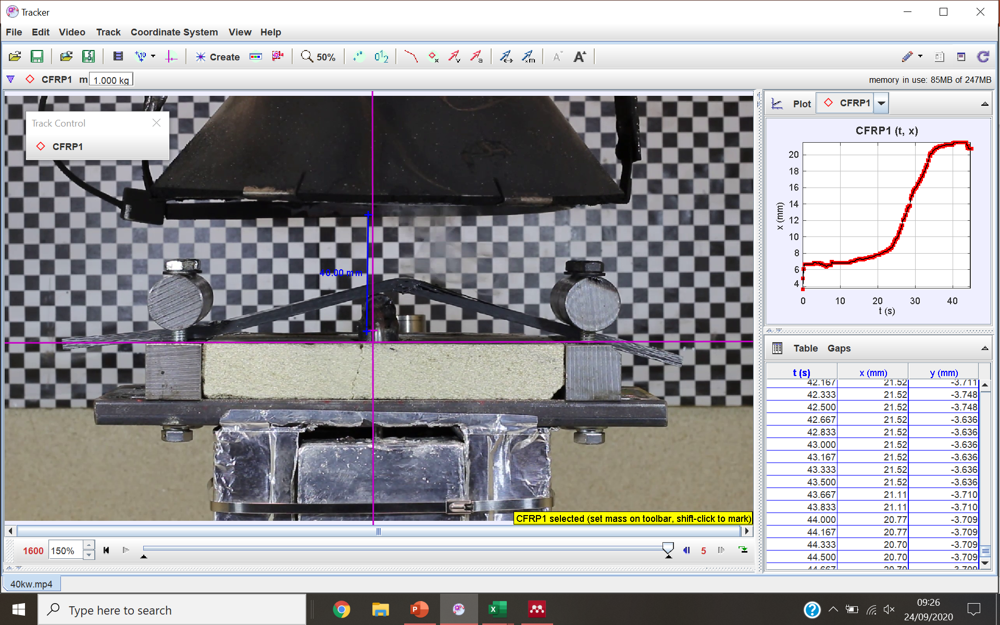 Tracker
File Edit Video Track Coordinate System View Help
Create 50%
CFRP1 m 1.000 kg
memory in use: 85MB of 247MB
Track Control
CFRP1
40.00 mm
CFRP1 selected (set mass on toolbar, shift-click to mark)
Plot CFRP1
CFRP1 (t, x)
x (mm)
20
18
16
14
12
10
8
6
4
0 10 20 30 40
t (s)
Table Gaps
t (s) x (mm) y (mm)
42.167 21.52 -3.711
42.333 21.52 -3.748
42.500 21.52 -3.748
42.667 21.52 -3.636
42.833 21.52 -3.636
43.000 21.52 -3.636
43.167 21.52 -3.636
43.333 21.52 -3.636
43.500 21.52 -3.636
43.667 21.11 -3.710
43.833 21.11 -3.710
44.000 20.77 -3.709
44.167 20.77 -3.709
44.333 20.70 -3.709
44.500 20.70 -3.709
44.667 20.70 -3.709
1600 150% 5
40kw.mp4
Type here to search
09:26
24/09/2020